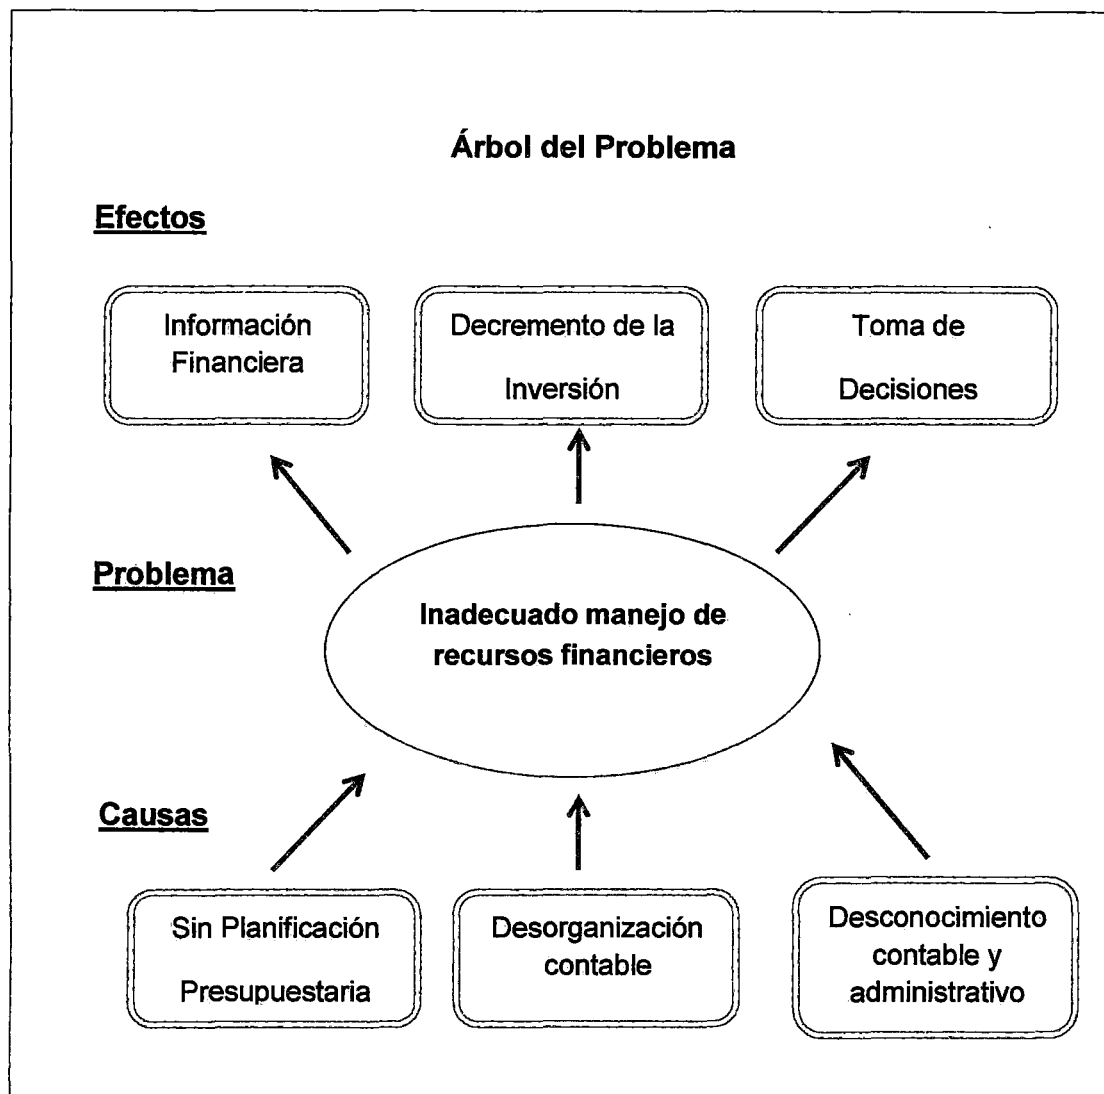 Árbol del Problema
Efectos
Información
Financiera
Decremento de la
Inversión
Toma de
Decisiones
Problema
Inadecuado manejo de
recursos financieros
Causas
Sin Planificación
Presupuestaria
Desorganización
contable
Desconocimiento
contable y
administrativo